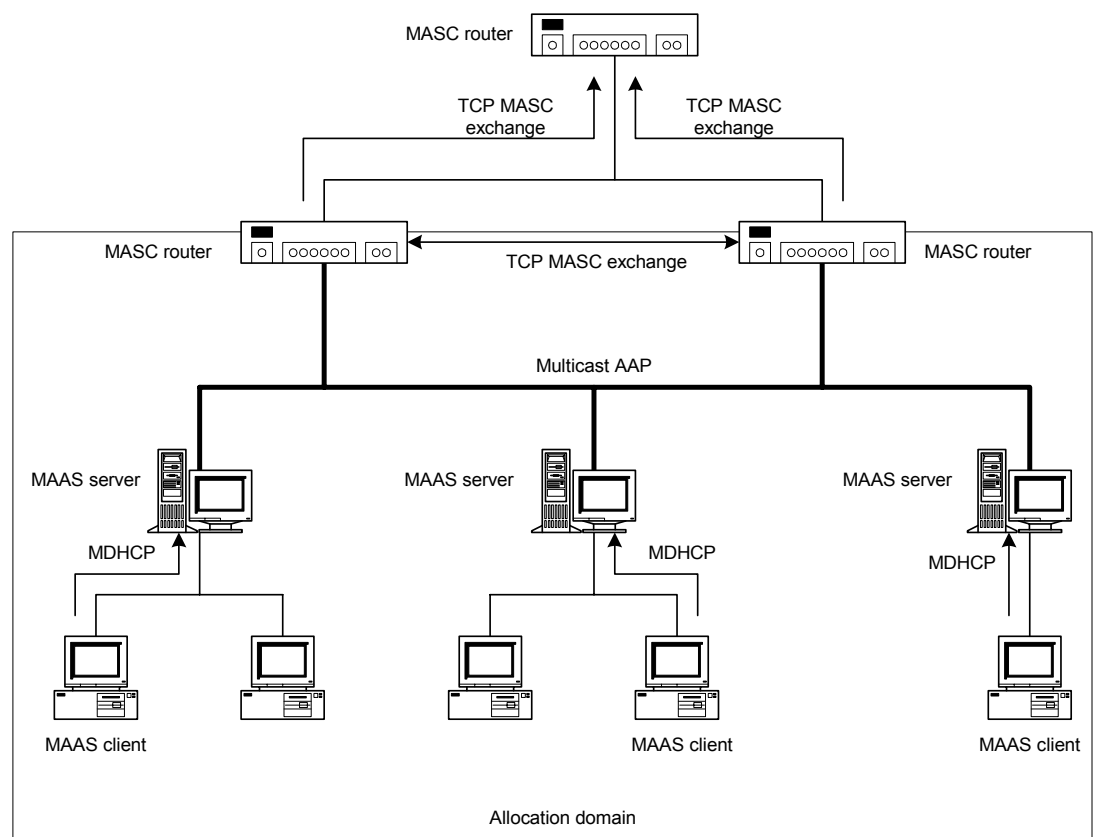 MASC router
TCP MASC
exchange
TCP MASC
exchange
MASC router
TCP MASC exchange
MASC router
Multicast AAP
MAAS server
MAAS server
MAAS server
MDHCP
MDHCP
MDHCP
MAAS client
MAAS client
MAAS client
Allocation domain